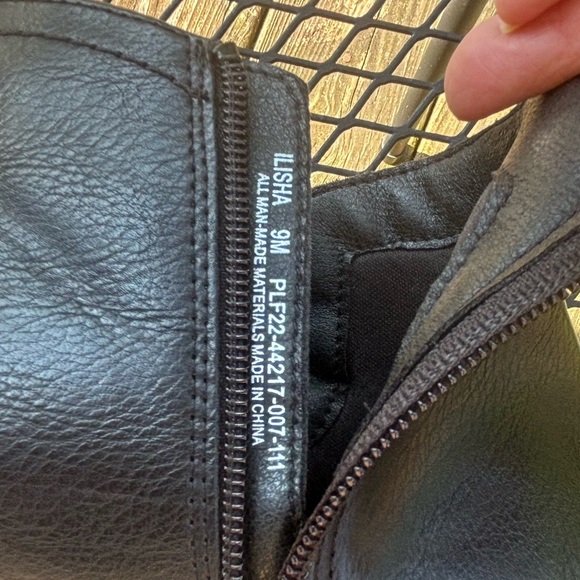 ILISHA 9M PLF22-44217-007-111
ALL MAN-MADE MATERIALS MADE IN CHINA